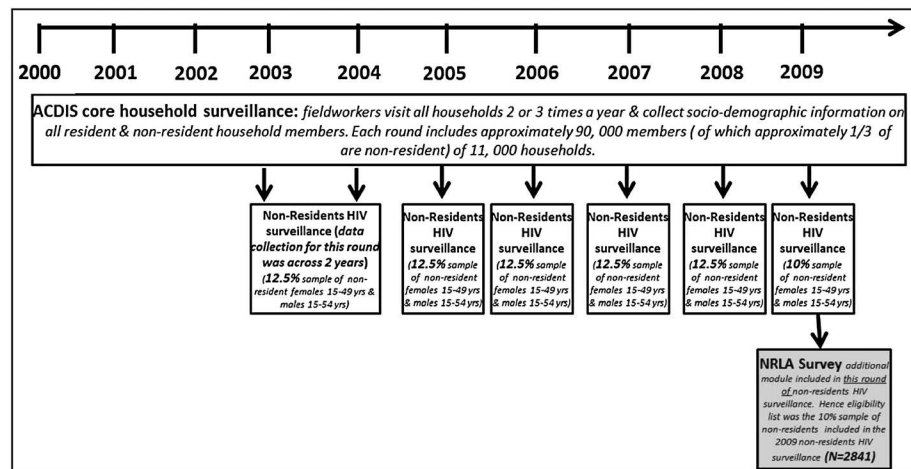 2000 2001 2002 2003 2004 2005 2006 2007 2008 2009
ACDIS core household surveillance: fieldworkers visit all households 2 or 3 times a year & collect socio-demographic information on
all resident & non-resident household members. Each round includes approximately 90, 000 members ( of which approximately 1/3 of
are non-resident) of 11, 000 households.
Non-Residents HIV
surveillance (data
collection for this round
was across 2 years)
(12.5% sample of non-
resident females 15-49 yrs &
males 15-54 yrs)
Non-Residents
HIV
surveillance
(12.5% sample
of non-resident
females 15-49 yrs
& males 15-54 yrs)
Non-Residents
HIV
surveillance
(12.5% sample
of non-resident
females 15-49 yrs
& males 15-54 yrs)
Non-Residents
HIV
surveillance
(12.5% sample
of non-resident
females 15-49 yrs
& males 15-54 yrs)
Non-Residents
HIV
surveillance
(12.5% sample
of non-resident
females 15-49 yrs
& males 15-54 yrs)
Non-Residents
HIV
surveillance
(10% sample
of non-resident
females 15-49 yrs
& males 15-54 yrs)
NRLA Survey additional
module included in this round
of non-residents HIV
surveillance. Hence eligibility
list was the 10% sample of
non-residents included in the
2009 non-residents HIV
surveillance (N=2841)